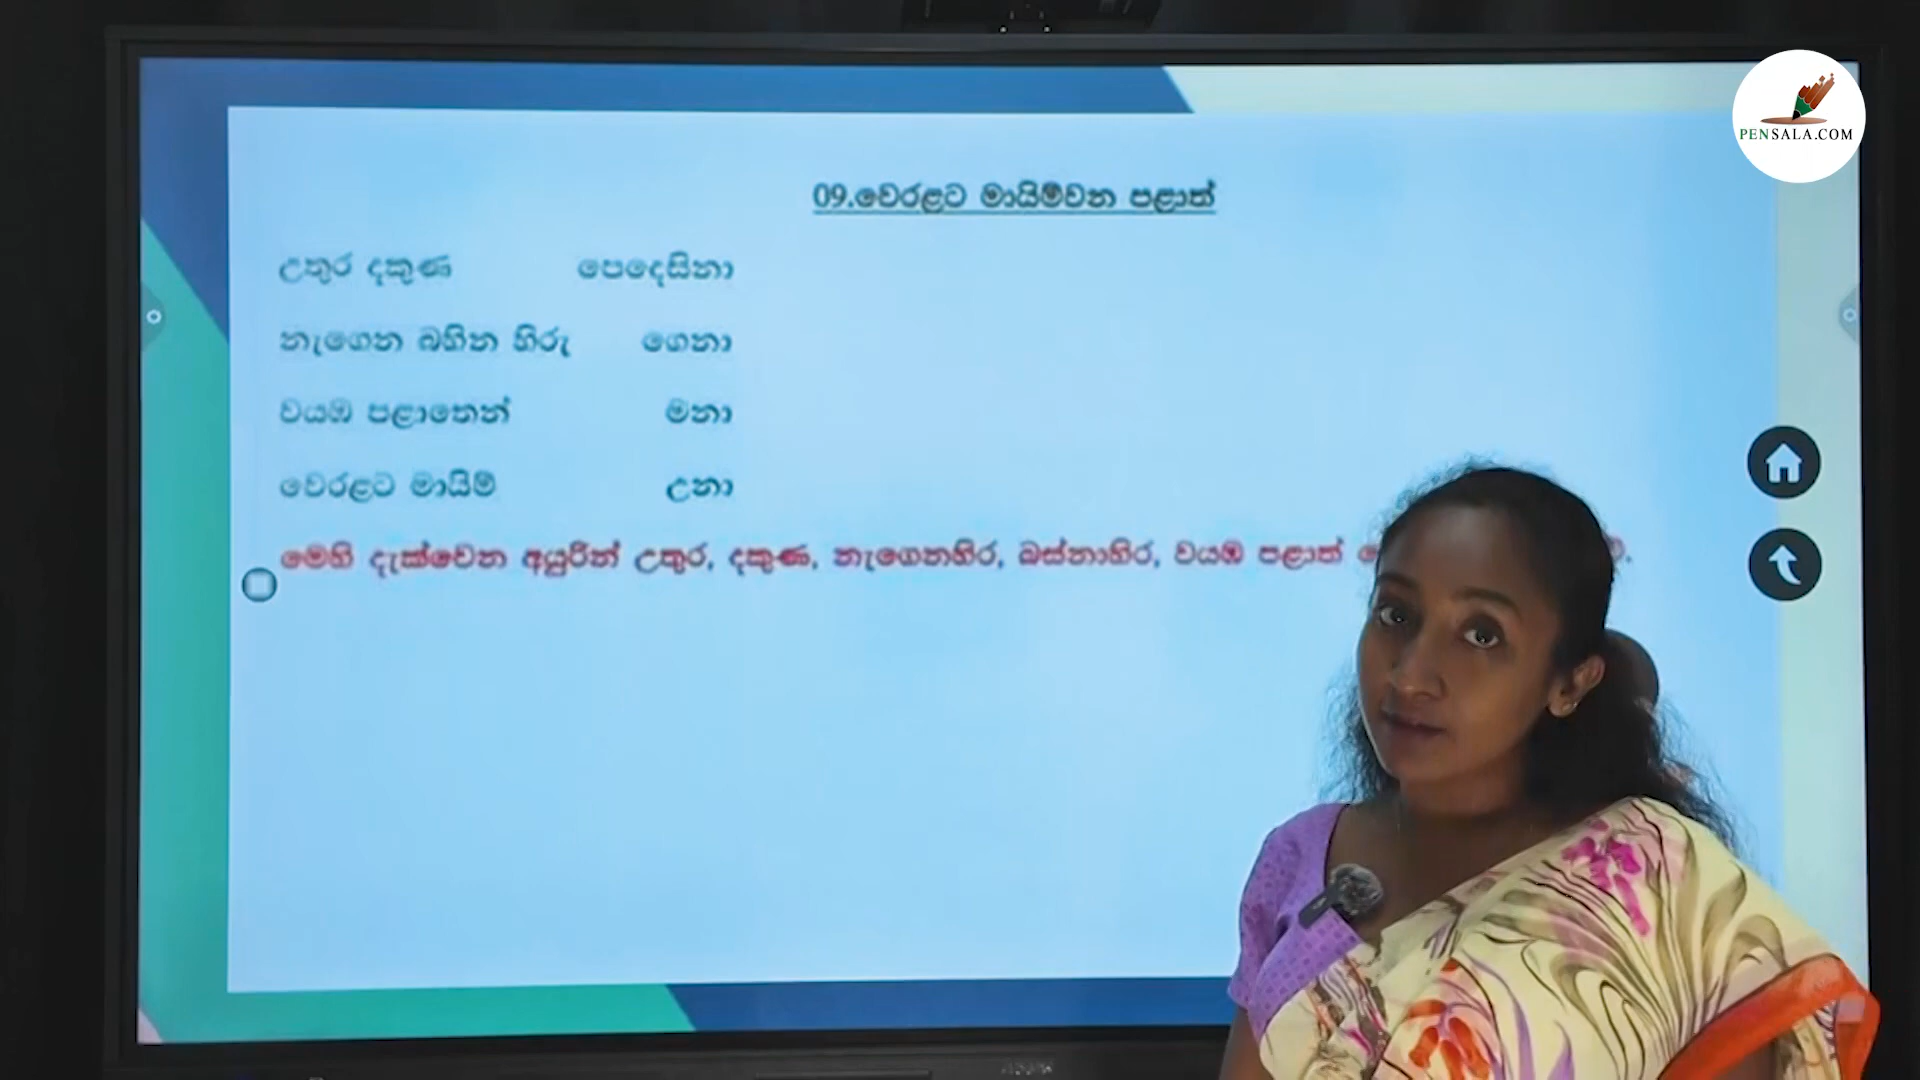 PENSALA.COM
09.වෙරළට මායිම්වන පළාත්
උතුර දකුණ පෙදෙසිනා
නැගෙන බහින හිරු ගෙනා
වයඹ පළාතෙන් මනා
වෙරළට මායිම් උනා
මෙහි දැක්වෙන අයුරින් උතුර, දකුණ, නැගෙනහිර, බස්නාහිර, වයඹ පළාත්